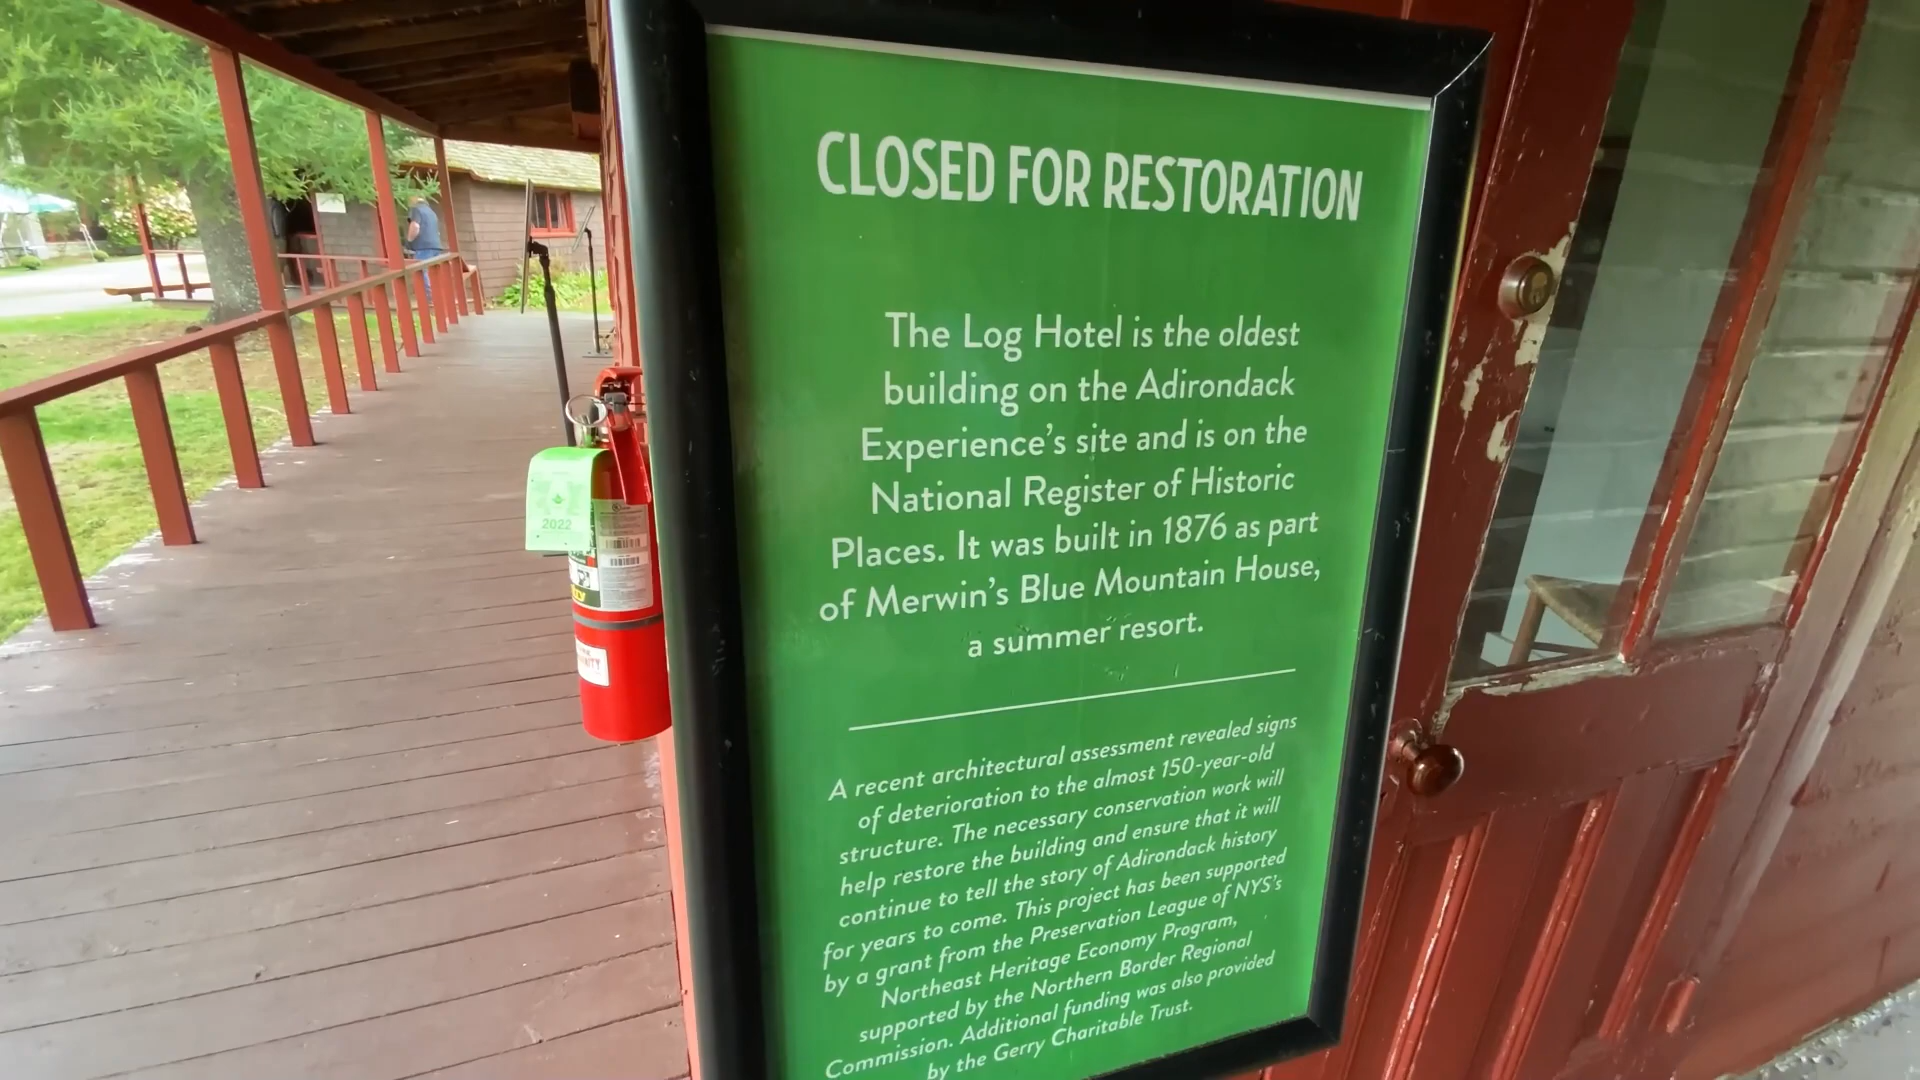 CLOSED FOR RESTORATION
The Log Hotel is the oldest
building on the Adirondack
Experience's site and is on the
National Register of Historic
Places. It was built in 1876 as part
of Merwin's Blue Mountain House,
a summer resort.
A recent architectural assessment revealed signs
of deterioration to the almost 150-year-old
structure. The necessary conservation work will
help restore the building and ensure that it will
continue to tell the story of Adirondack history
for years to come. This project has been supported
by a grant from the Preservation League of NYS's
Northeast Heritage Economy Program,
supported by the Northern Border Regional
Commission. Additional funding was also provided
by the Gerry Charitable Trust.
2022